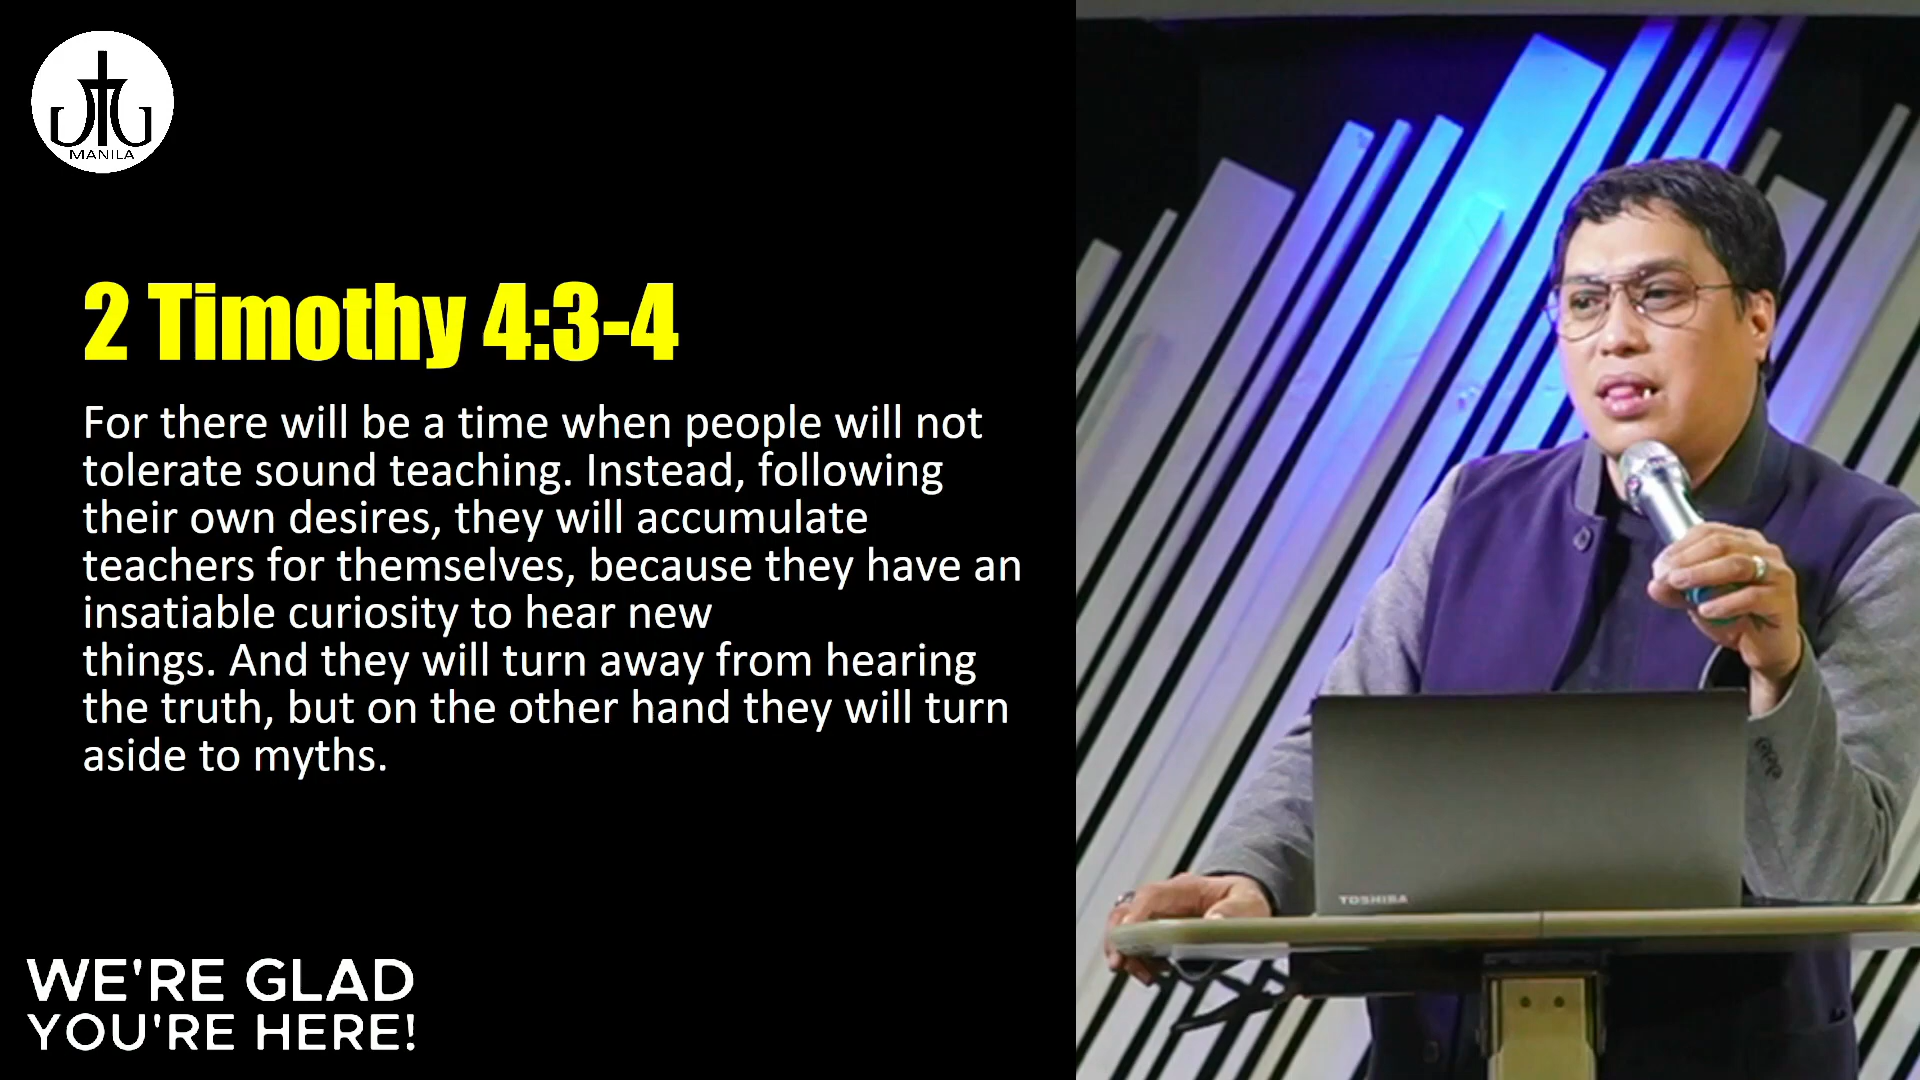 MANILA
2 Timothy 4:3-4
For there will be a time when people will not
tolerate sound teaching. Instead, following
their own desires, they will accumulate
teachers for themselves, because they have an
insatiable curiosity to hear new
things. And they will turn away from hearing
the truth, but on the other hand they will turn
aside to myths.
WE'RE GLAD
YOU'RE HERE!
TOSHIBA